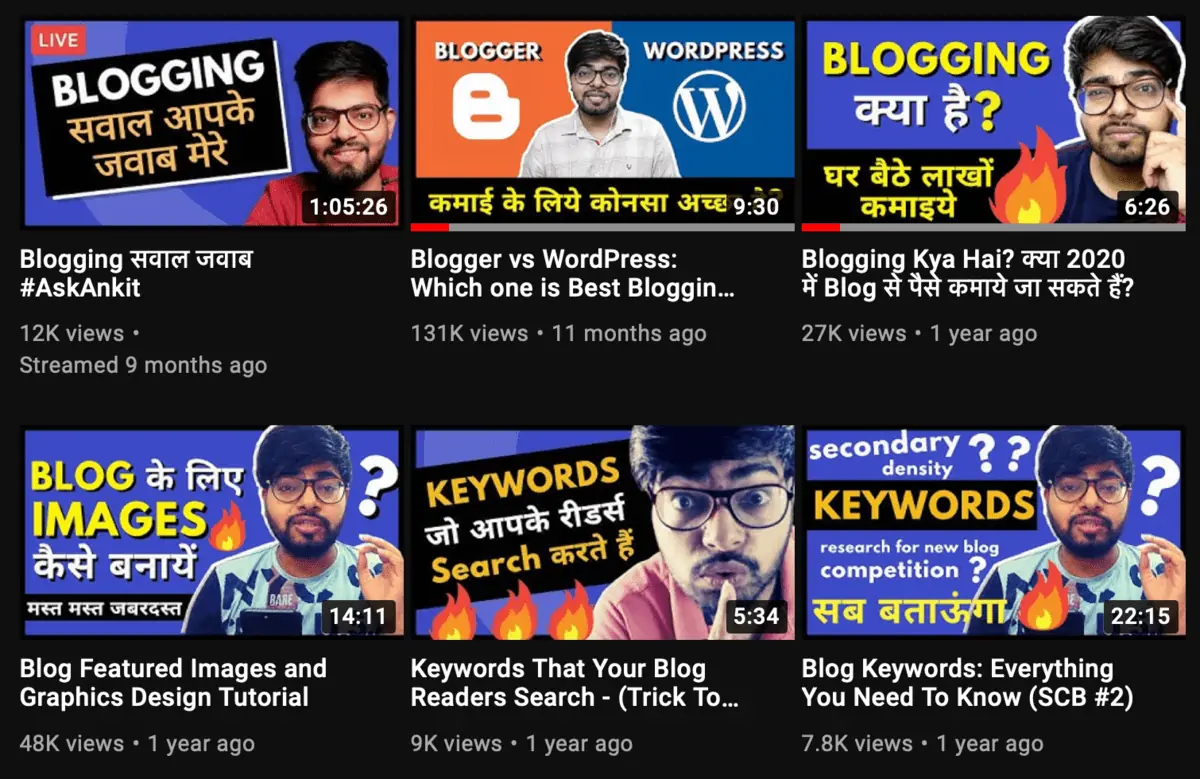 LIVE
BLOGGING
सवाल आपके
जवाब मेरे
1:05:26
Blogging सवाल जवाब
#AskAnkit
12K views •
Streamed 9 months ago
BLOGGER
WORDPRESS
कमाई के लिये कोनसा
9:30
Blogger vs WordPress:
Which one is Best Bloggin…
131K views • 11 months ago
BLOGGING
क्या है?
घर बैठे लाखों
कमाइये
6:26
Blogging Kya Hai? क्या 2020
में Blog से पैसे कमाये जा सकते हैं?
27K views • 1 year ago
BLOG के लिए
IMAGES
कैसे बनायें
?
मस्त मस्त जबरदस्त
BARE
14:11
Blog Featured Images and
Graphics Design Tutorial
48K views • 1 year ago
KEYWORDS
जो आपके रीडर्स
Search करते हैं
5:34
Keywords That Your Blog
Readers Search - (Trick To…
9K views • 1 year ago
secondary ? ?
density
KEYWORDS
?
research for new blog
competition ?
सब बताऊंगा
22:15
Blog Keywords: Everything
You Need To Know (SCB #2)
7.8K views • 1 year ago